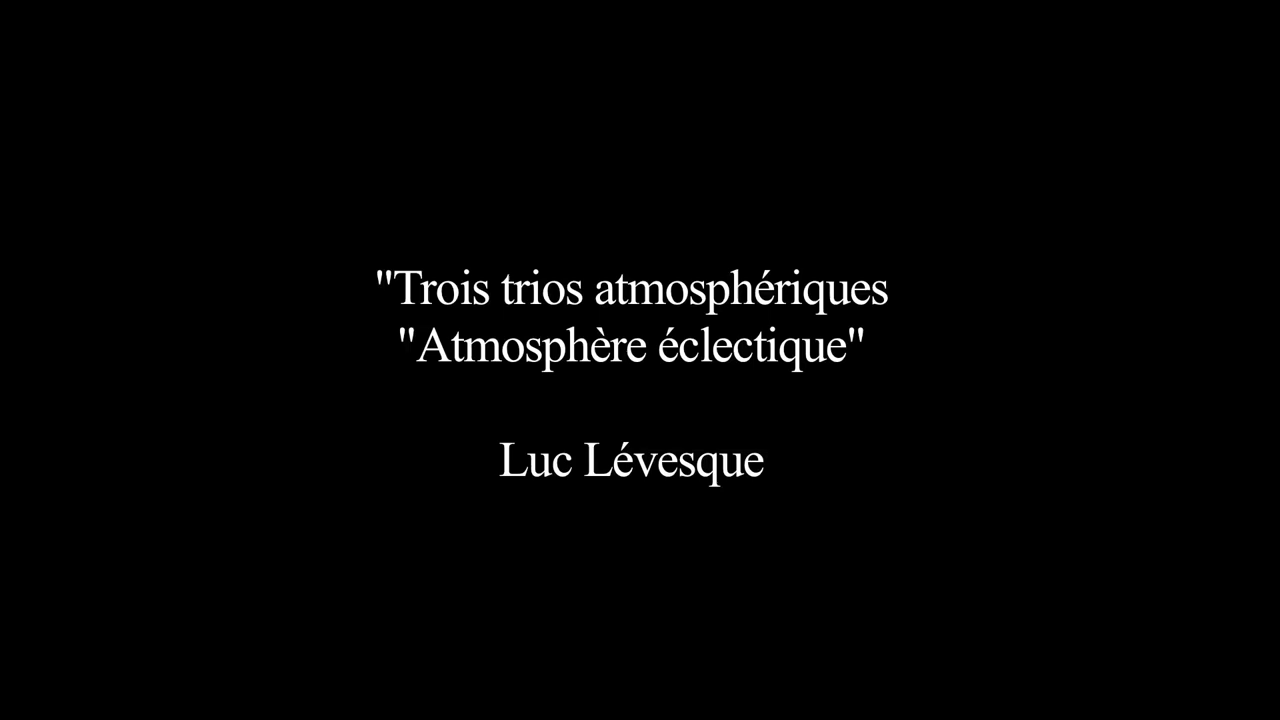 "Trois trios atmosphériques
"Atmosphère éclectique"
Luc Lévesque